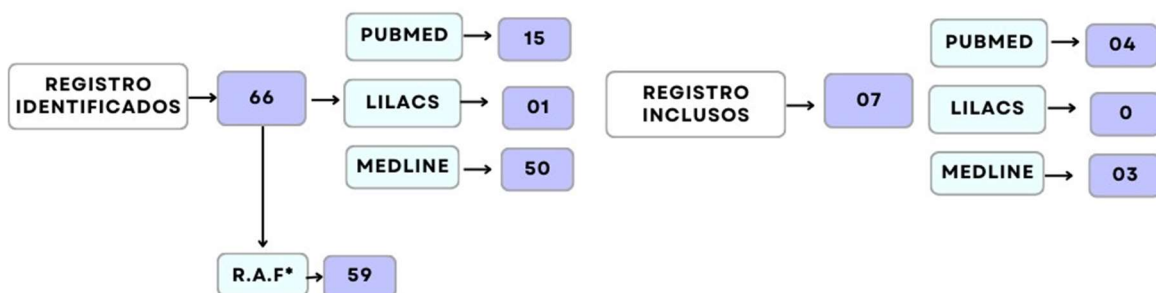 REGISTRO
IDENTIFICADOS
66
PUBMED
15
LILACS
01
MEDLINE
50
R.A.F*
59
REGISTRO
INCLUSOS
07
PUBMED
04
LILACS
0
MEDLINE
03